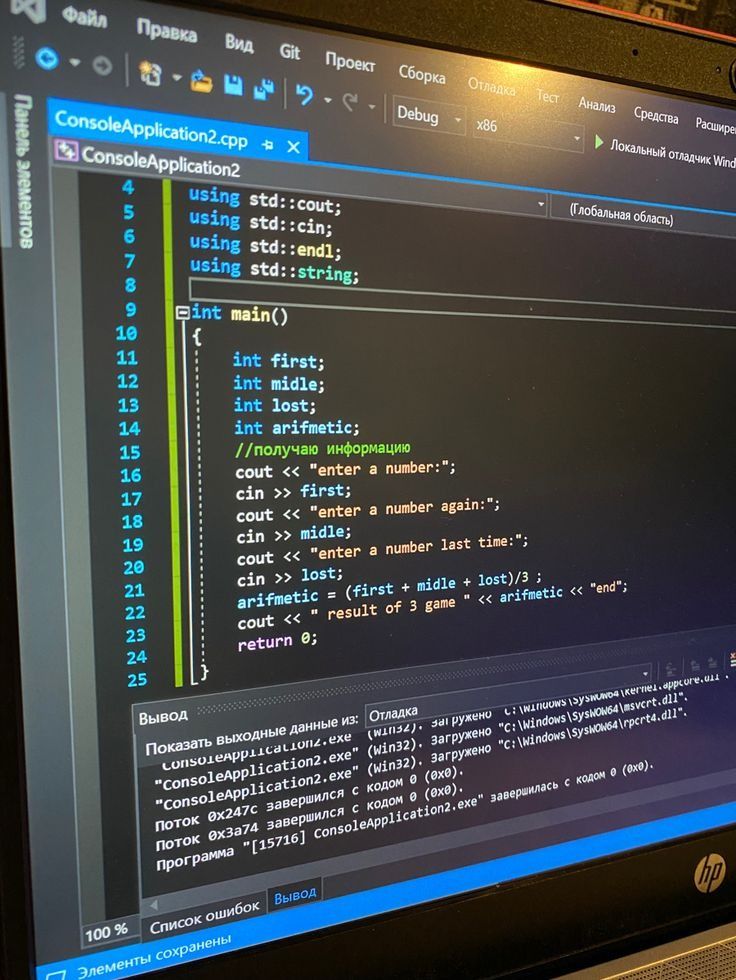 Файл Правка Вид Git Проект Сборка Отладка Тест Анализ Средства
Debug x86 Локальный отладчик
ConsoleApplication2.cpp
ConsoleApplication2 (Глобальная область)
Панель элементов
4 using std::cout;
5 using std::cin;
6 using std::endl;
7 using std::string;
8
9 int main()
10 {
11 int first;
12 int midle;
13 int lost;
14 int arifmetic;
15 //получаю информацию
16 cout << "enter a number:";
17 cin >> first;
18 cout << "enter a number again:";
19 cin >> midle;
20 cout << "enter a number last time:";
21 cin >> lost;
22 arifmetic = (first + midle + lost)/3 ;
23 cout << " result of 3 game " << arifmetic << "end";
24 return 0;
25 }
Вывод
Показать выходные данные из: Отладка
ConsoleApplication2.exe" (Win32). Загружено "C:\Windows\SysWOW64\kernel.appcore.dll".
"ConsoleApplication2.exe" (Win32). Загружено "C:\Windows\SysWOW64\msvcrt.dll".
"ConsoleApplication2.exe" (Win32). Загружено "C:\Windows\SysWOW64\rpcrt4.dll".
Поток 0x247c завершился с кодом 0 (0x0).
Поток 0x3a74 завершился с кодом 0 (0x0).
Программа "[15716] ConsoleApplication2.exe" завершилась с кодом 0 (0x0).
100 % Список ошибок Вывод
Элементы сохранены
hp